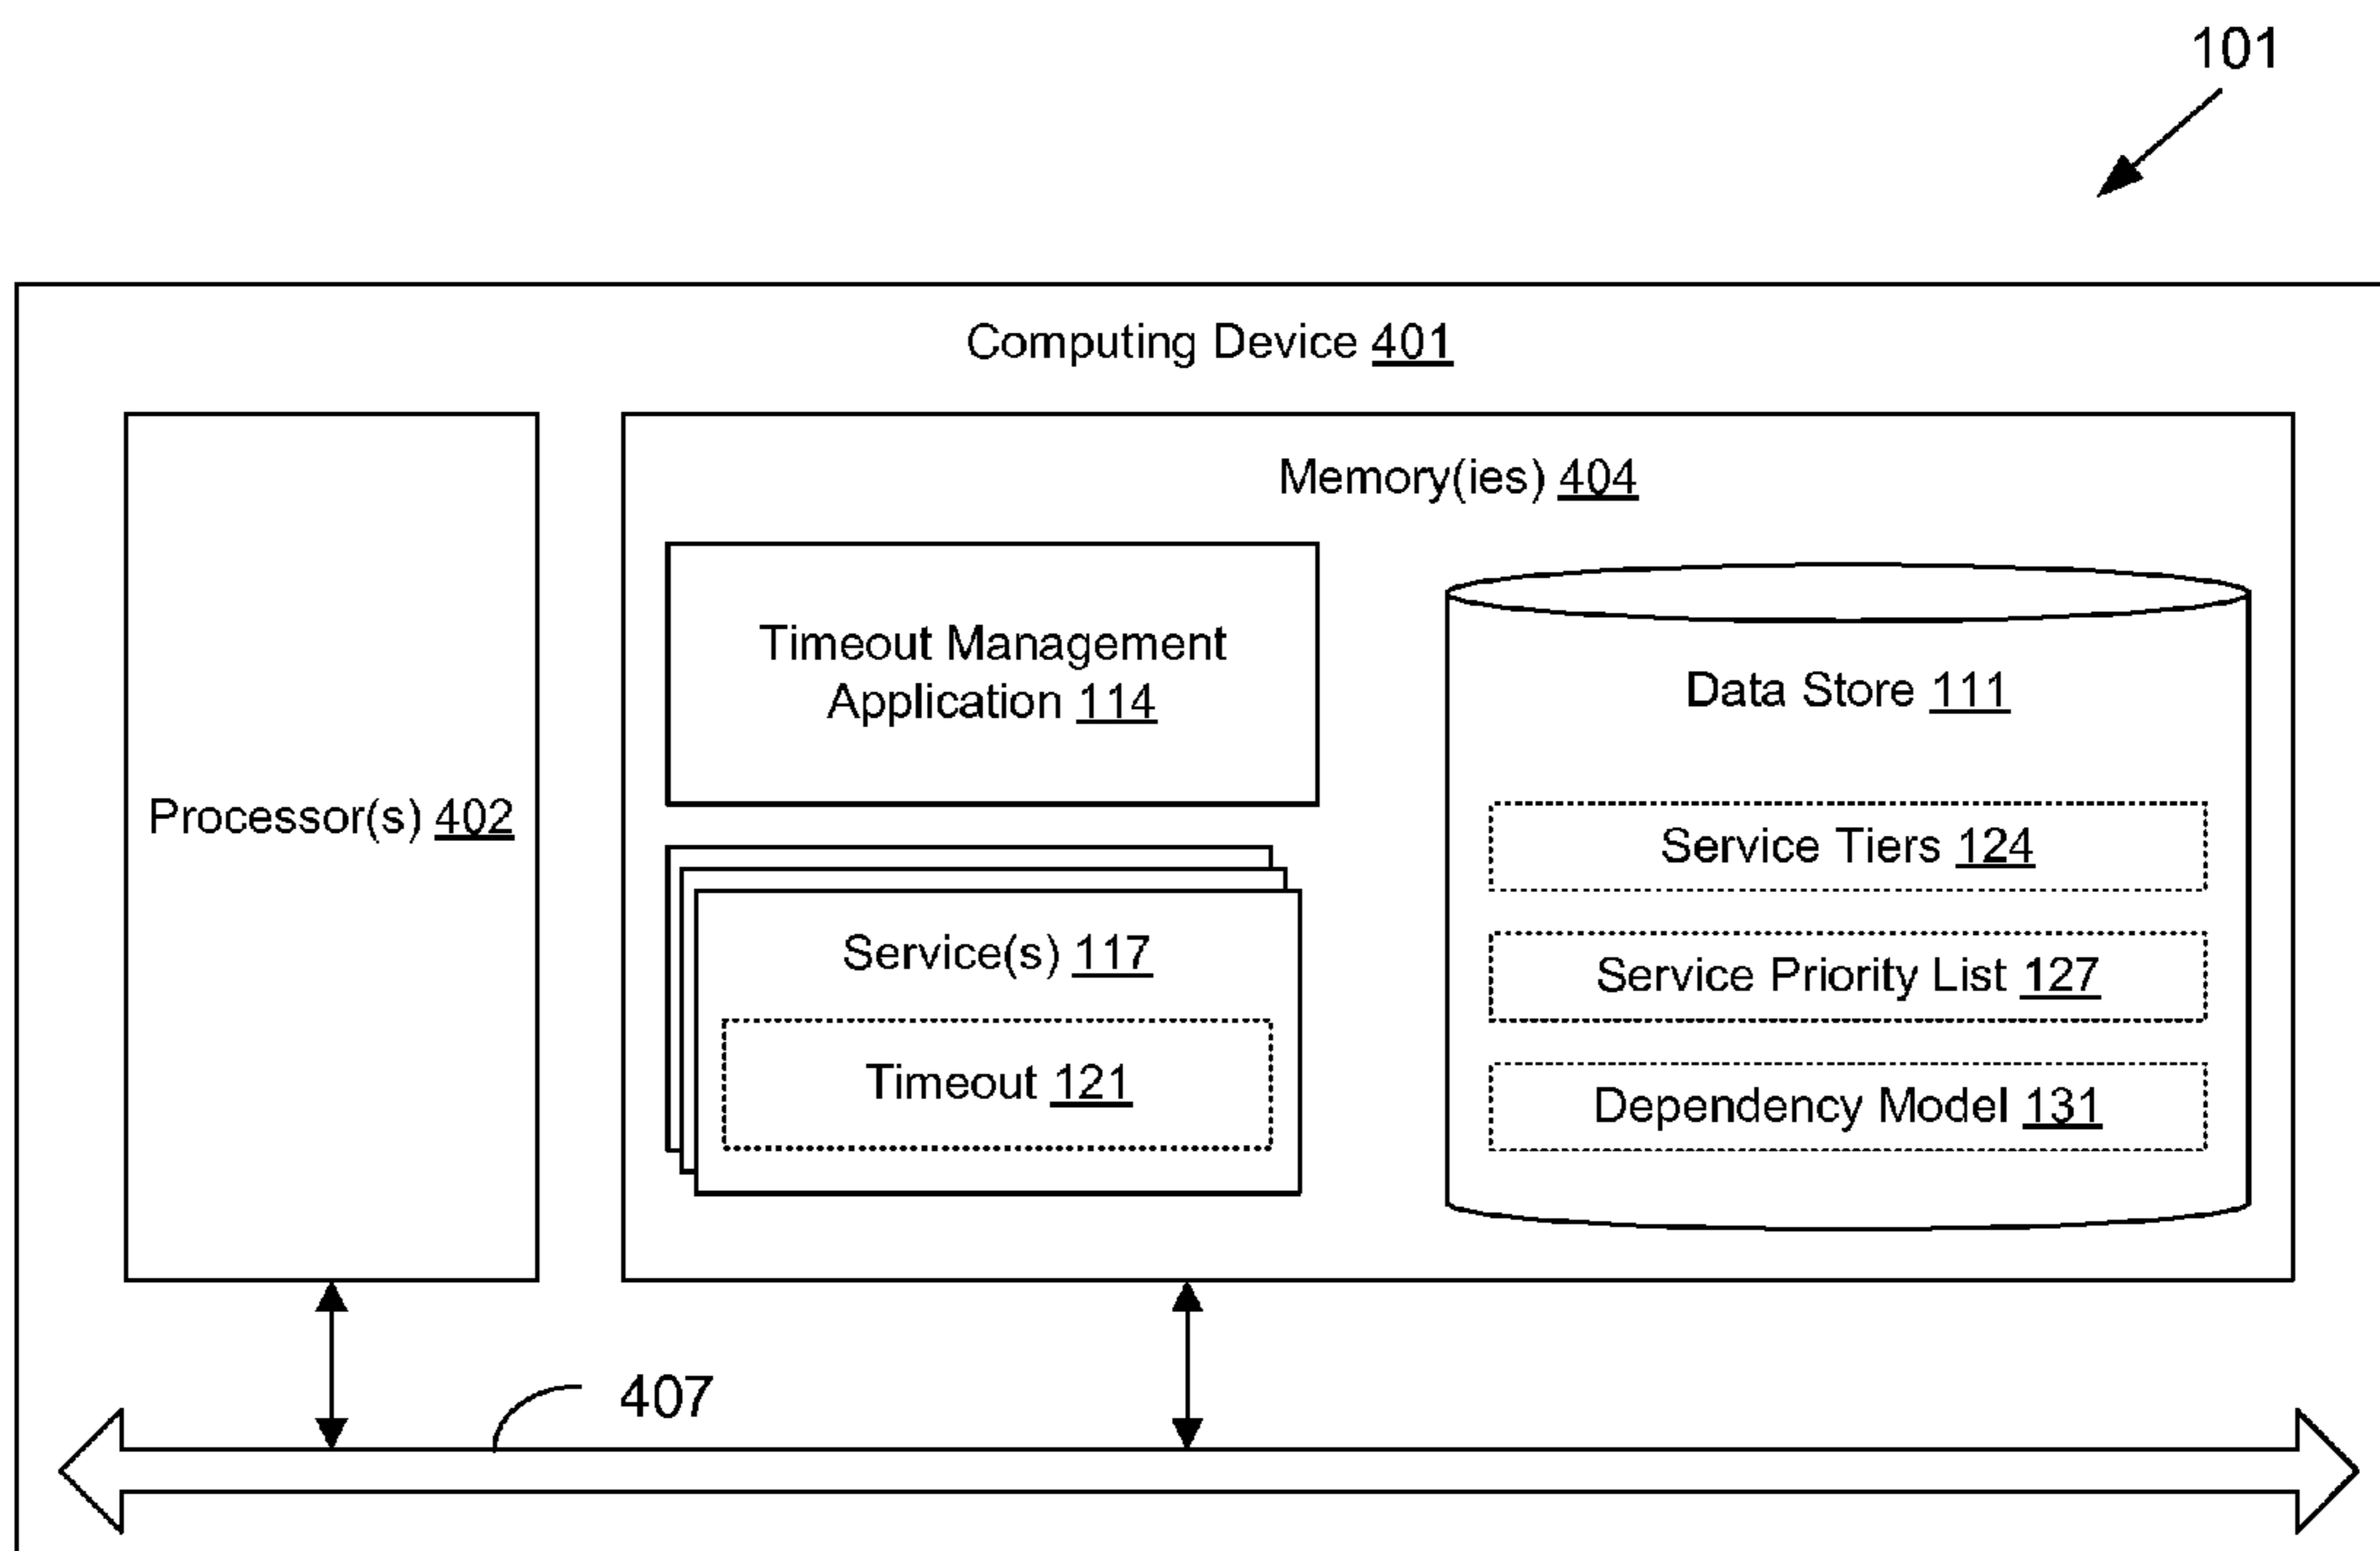 101
Computing Device 401
Memory(ies) 404
Timeout Management
Application 114
Data Store 111
Processor(s) 402
Service Tiers 124
Service(s) 117
Service Priority List 127
Timeout 121
Dependency Model 131
407